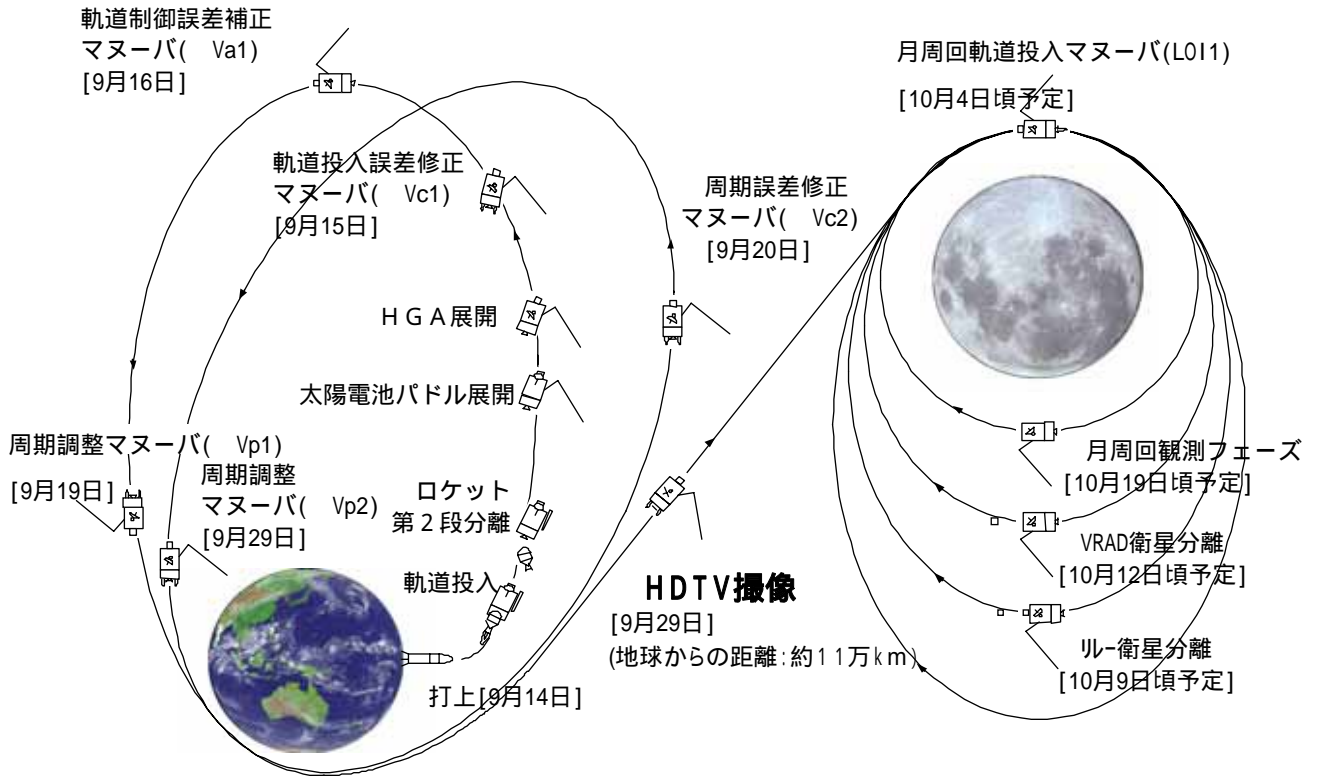 軌道制御誤差補正
マヌーバ(　Va1)
[9月16日]
軌道投入誤差修正
マヌーバ(　Vc1)
[9月15日]
HGA展開
太陽電池パドル展開
周期調整マヌーバ(　Vp1)
[9月19日]
周期調整
マヌーバ(　Vp2)
[9月29日]
ロケット
第2段分離
軌道投入
打上[9月14日]
周期誤差修正
マヌーバ(　Vc2)
[9月20日]
HDTV撮像
[9月29日]
(地球からの距離:約11万km)
月周回軌道投入マヌーバ(LOI1)
[10月4日頃予定]
月周回観測フェーズ
[10月19日頃予定]
VRAD衛星分離
[10月12日頃予定]
リレー衛星分離
[10月9日頃予定]